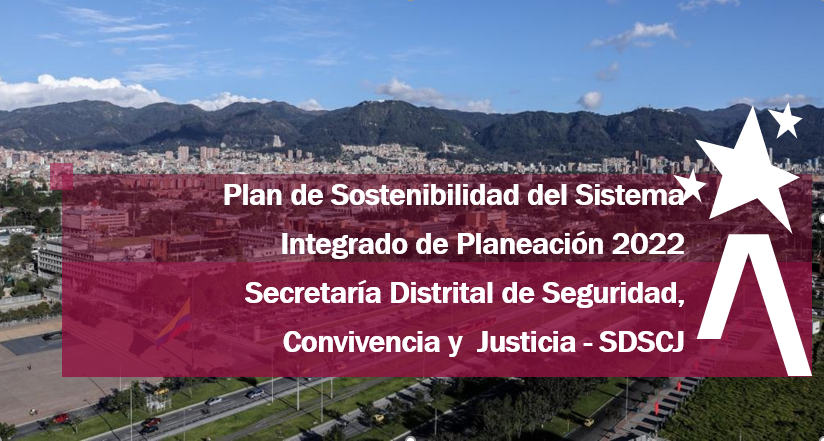 Plan de Sostenibilidad del Sistema
Integrado de Planeación 2022
Secretaría Distrital de Seguridad,
Convivencia y  Justicia - SDSCJ